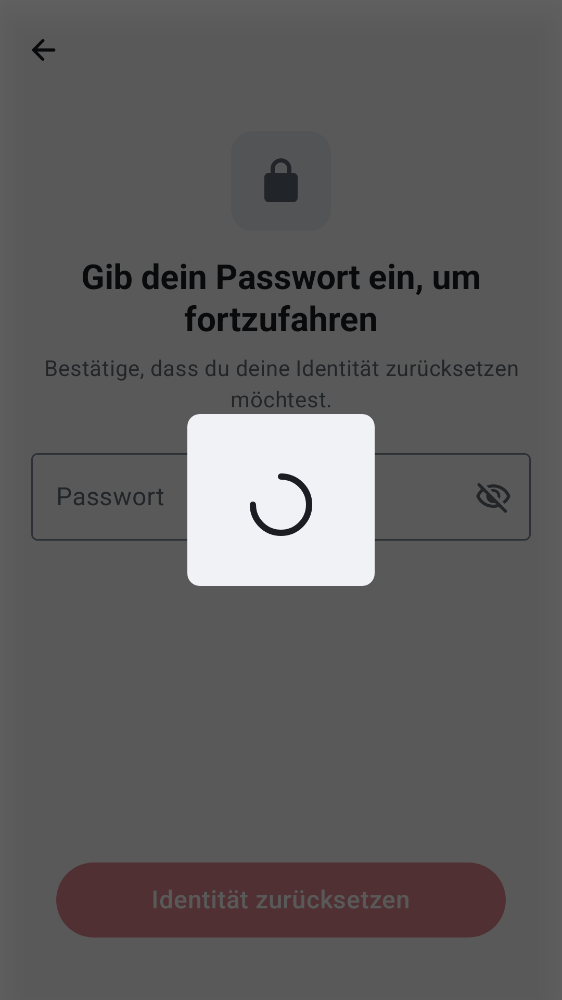 Gib dein Passwort ein, um
fortzufahren
Bestätige, dass du deine Identität zurücksetzen
möchtest.
Passwort
Identität zurücksetzen